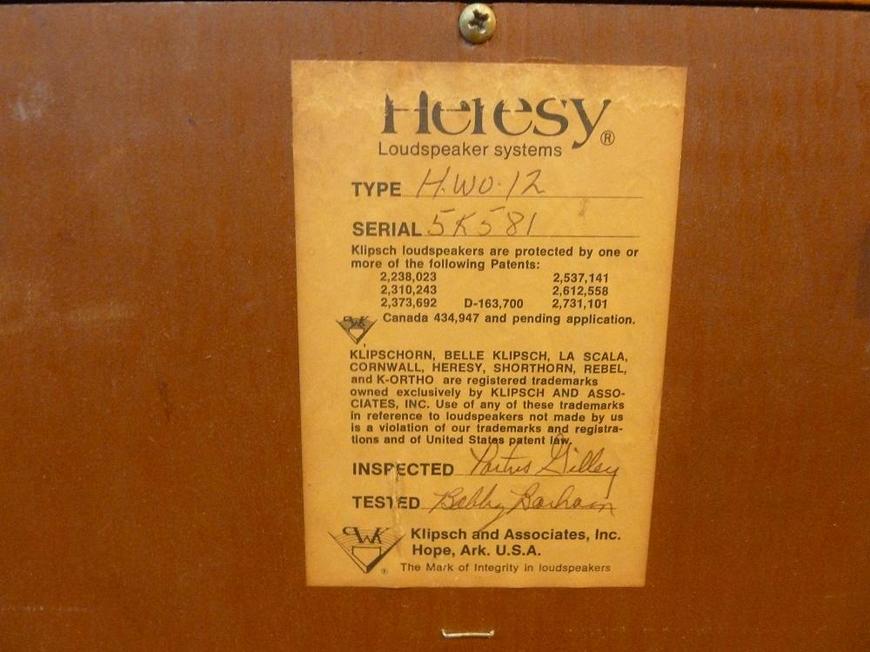 Heresy®
Loudspeaker systems
TYPE H.WO.12
SERIAL 5K581
Klipsch loudspeakers are protected by one or
more of the following Patents:
2,238,023 2,537,141
2,310,243 2,612,558
2,373,692 D-163,700 2,731,101
Canada 434,947 and pending application.
KLIPSCHORN, BELLE KLIPSCH, LA SCALA,
CORNWALL, HERESY, SHORTHORN, REBEL,
and K-ORTHO are registered trademarks
owned exclusively by KLIPSCH AND ASSO-
CIATES, INC. Use of any of these trademarks
in reference to loudspeakers not made by us
is a violation of our trademarks and registra-
tions and of United States patent law.
INSPECTED Gilley
TESTED Bobby Barham
PWK Klipsch and Associates, Inc.
Hope, Ark. U.S.A.
® The Mark of Integrity in loudspeakers